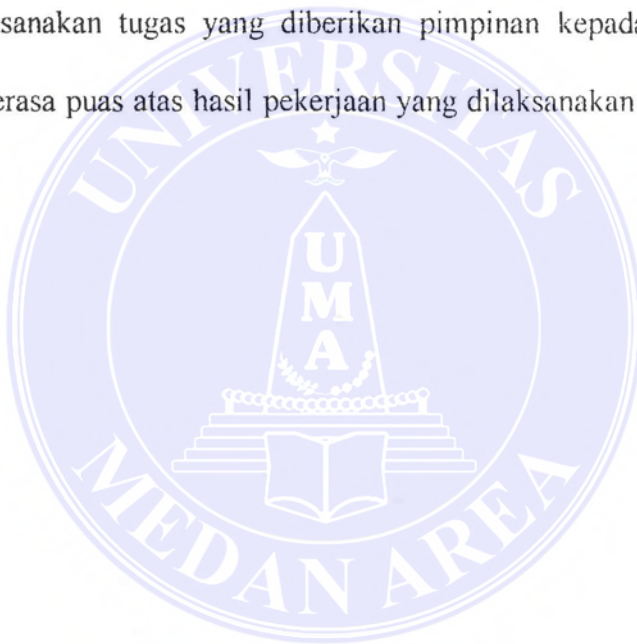 sanakan tugas yang diberikan pimpinan kepada
erasa puas atas hasil pekerjaan yang dilaksanakan
UNIVERSITAS
UMA
MEDAN AREA